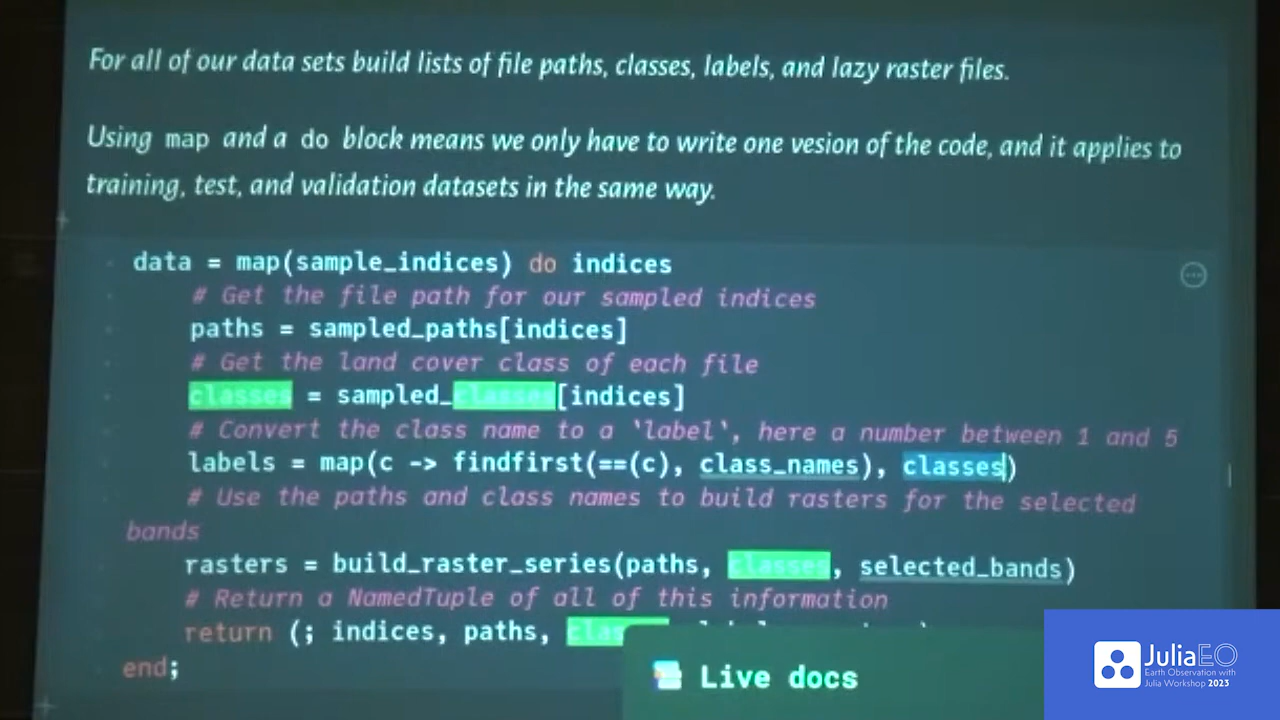 For all of our data sets build lists of file paths, classes, labels, and lazy raster files.
Using map and a do block means we only have to write one vesion of the code, and it applies to
training, test, and validation datasets in the same way.
data = map(sample_indices) do indices
# Get the file path for our sampled indices
paths = sampled_paths[indices]
# Get the land cover class of each file
classes = sampled_classes[indices]
# Convert the class name to a `label`, here a number between 1 and 5
labels = map(c -> findfirst(==(c), class_names), classes)
# Use the paths and class names to build rasters for the selected
bands
rasters = build_raster_series(paths, classes, selected_bands)
# Return a NamedTuple of all of this information
return (; indices, paths,
end;
Live docs
JuliaEO
Earth Observation with
Julia Workshop 2023